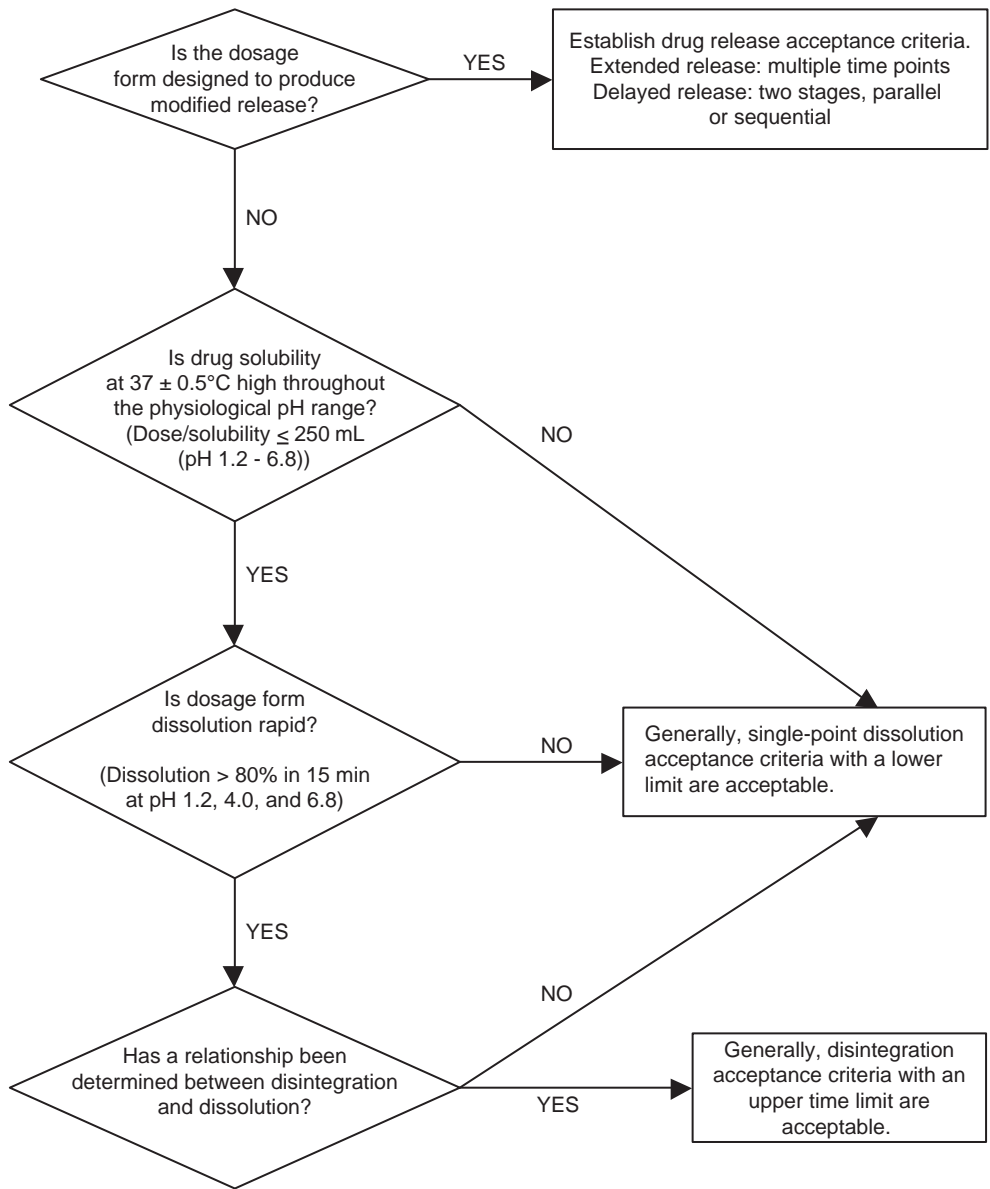 Is the dosage
form designed to produce
modified release?
YES
Establish drug release acceptance criteria.
Extended release: multiple time points
Delayed release: two stages, parallel
or sequential
NO
Is drug solubility
at 37 ± 0.5°C high throughout
the physiological pH range?
(Dose/solubility ≤ 250 mL
(pH 1.2 - 6.8))
NO
YES
Is dosage form
dissolution rapid?
(Dissolution > 80% in 15 min
at pH 1.2, 4.0, and 6.8)
NO
Generally, single-point dissolution
acceptance criteria with a lower
limit are acceptable.
YES
Has a relationship been
determined between disintegration
and dissolution?
NO
YES
Generally, disintegration
acceptance criteria with an
upper time limit are
acceptable.